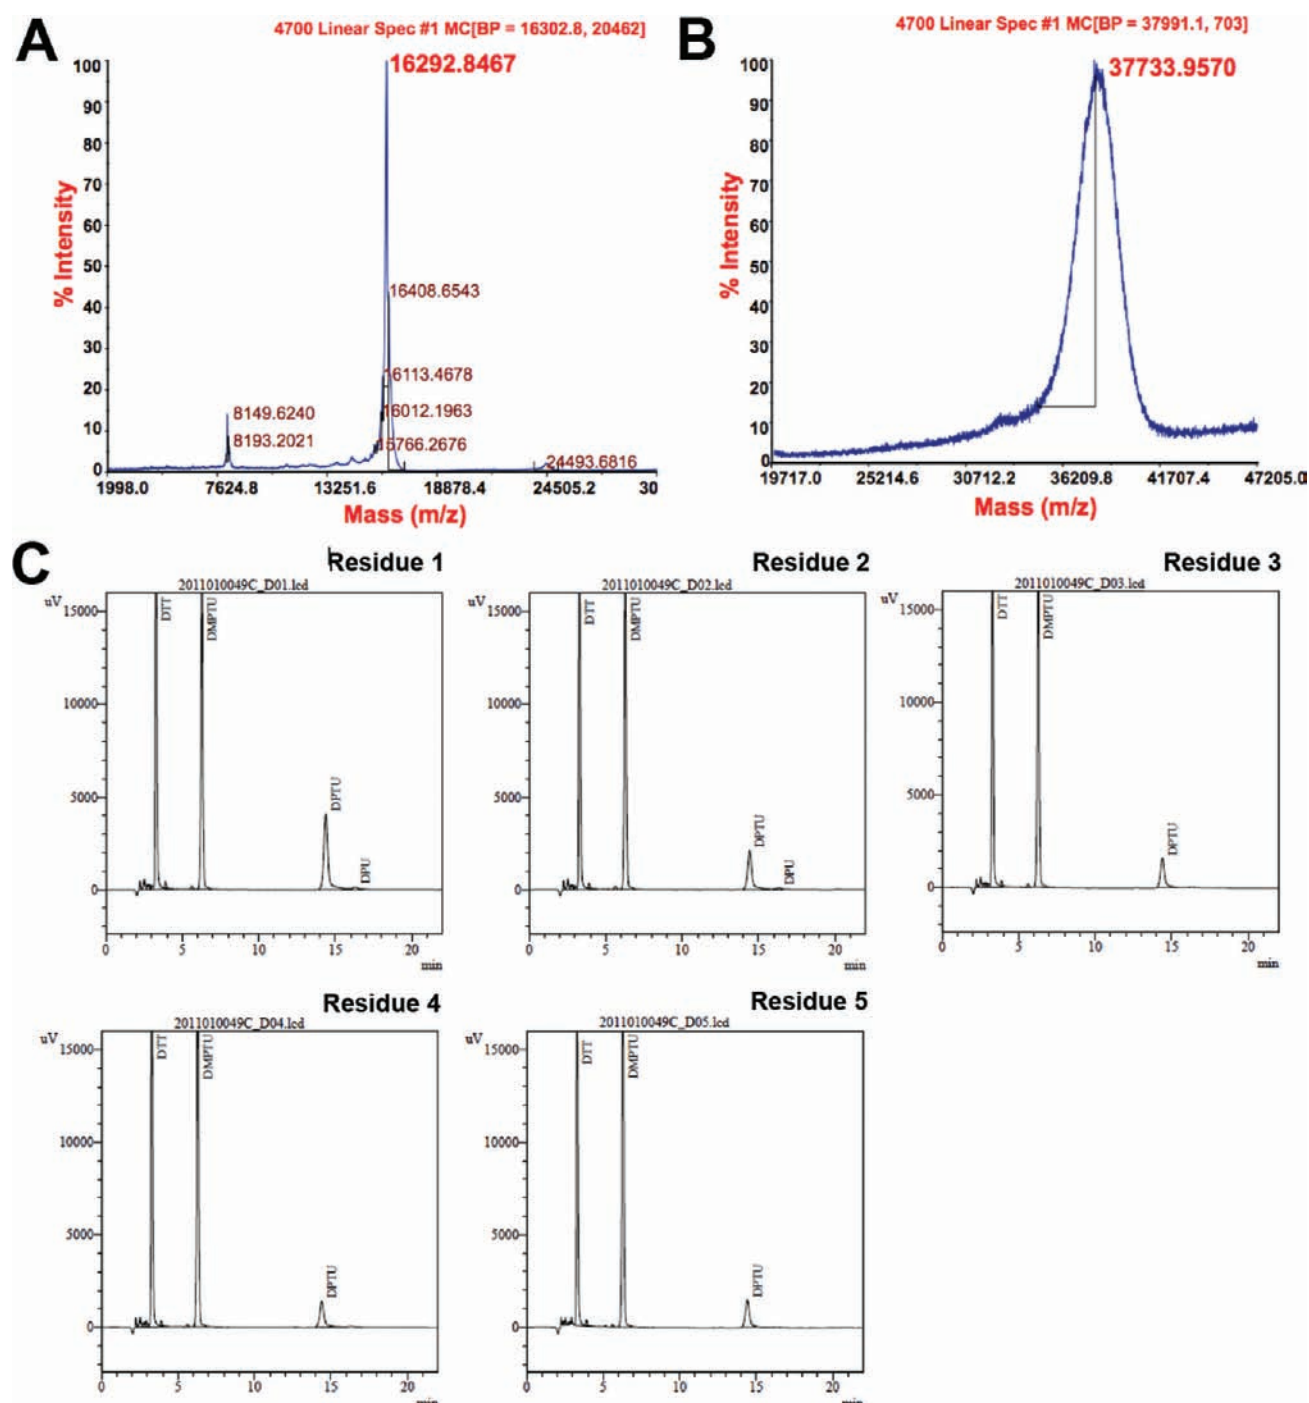 A
4700 Linear Spec #1 MC[BP = 16302.8, 20462]
100
90
80
70
60
50
40
30
20
10
0
% Intensity
16292.8467
16408.6543
16113.4678
16012.1963
15766.2676
8149.6240
8193.2021
24493.6816
1998.0 7624.8 13251.6 18878.4 24505.2 30
Mass (m/z)
B
4700 Linear Spec #1 MC[BP = 37991.1, 703]
100
90
80
70
60
50
40
30
20
10
0
% Intensity
37733.9570
19717.0 25214.6 30712.2 36209.8 41707.4 47205.0
Mass (m/z)
C
Residue 1
2011010049C_D01.lcd
uV
15000
10000
5000
0
DTT
DMPTU
DPTU
DPU
0 5 10 15 20
min
Residue 2
2011010049C_D02.lcd
uV
15000
10000
5000
0
DTT
DMPTU
DPTU
DPU
0 5 10 15 20
min
Residue 3
2011010049C_D03.lcd
uV
15000
10000
5000
0
DTT
DMPTU
DPTU
0 5 10 15 20
min
Residue 4
2011010049C_D04.lcd
uV
15000
10000
5000
0
DTT
DMPTU
DPTU
0 5 10 15 20
min
Residue 5
2011010049C_D05.lcd
uV
15000
10000
5000
0
DTT
DMPTU
DPTU
0 5 10 15 20
min